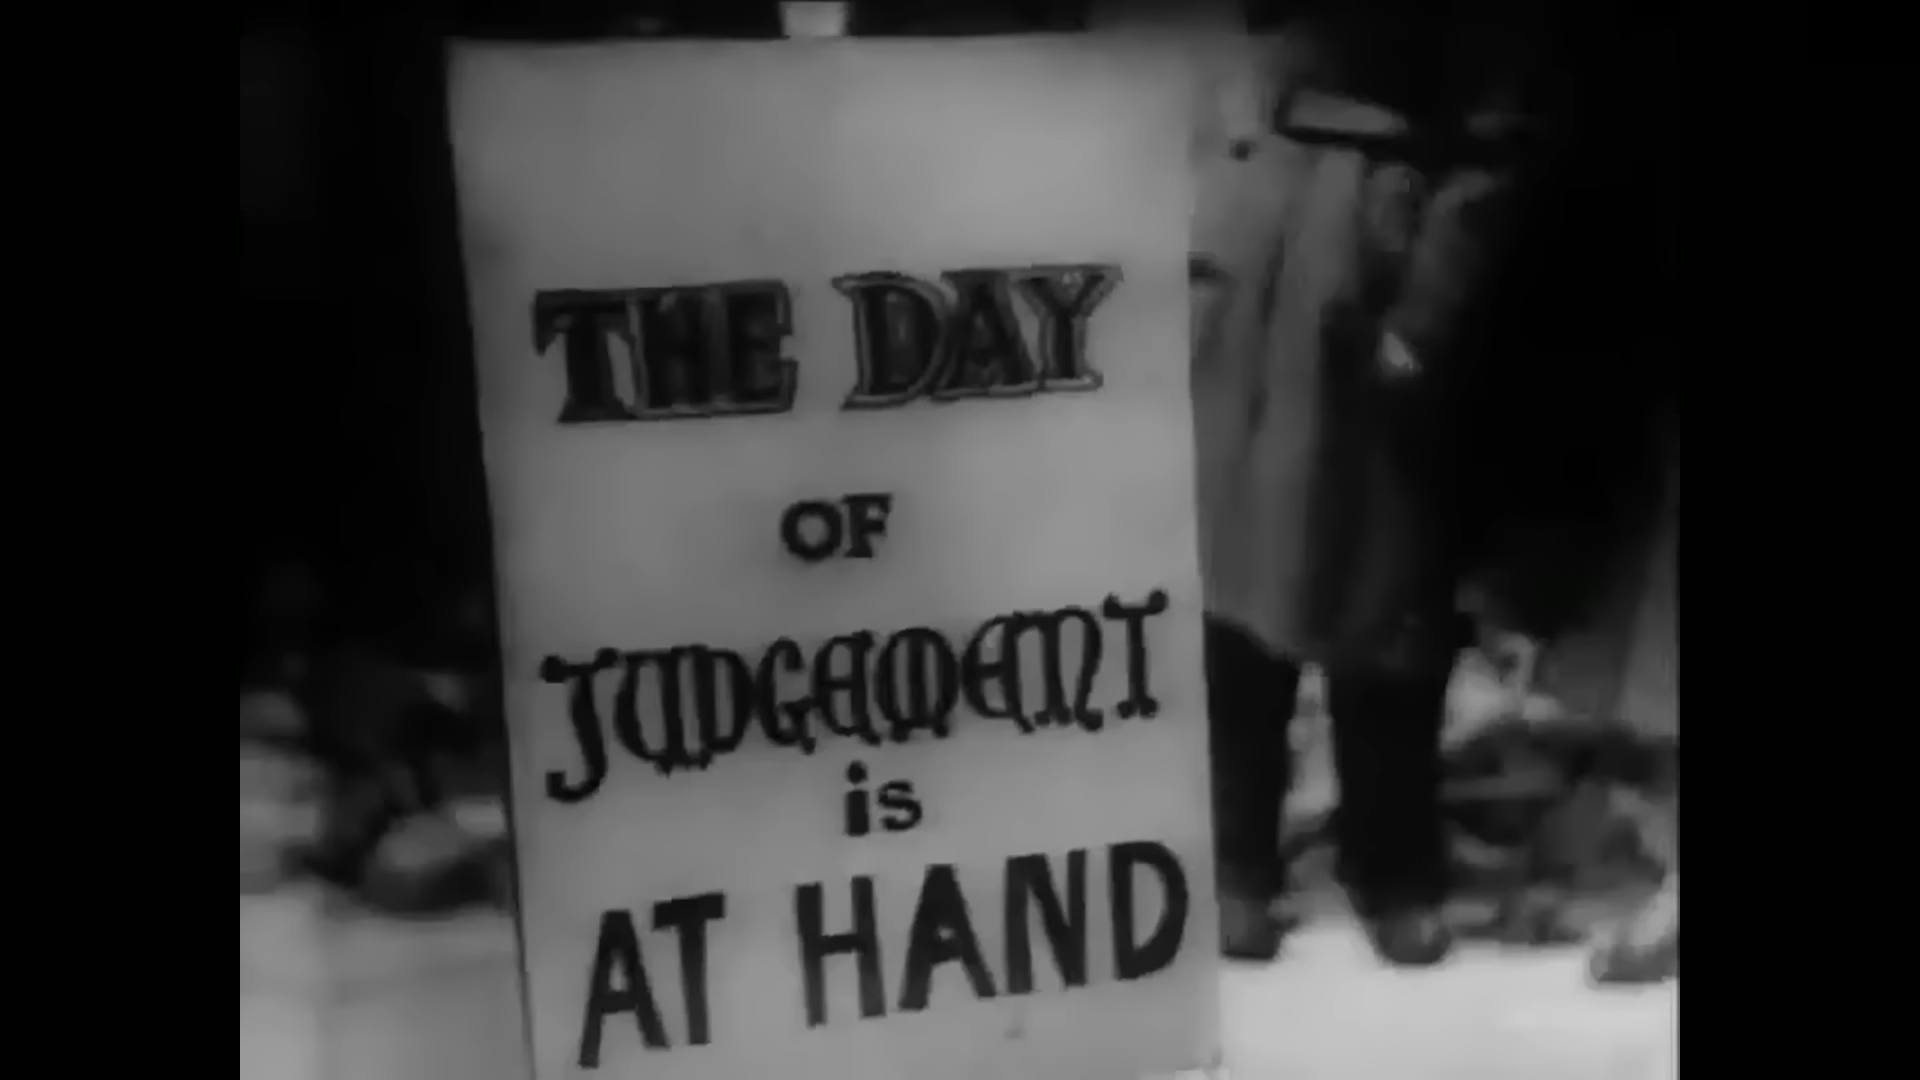 THE DAY
OF
JUDGEMENT
is
AT HAND